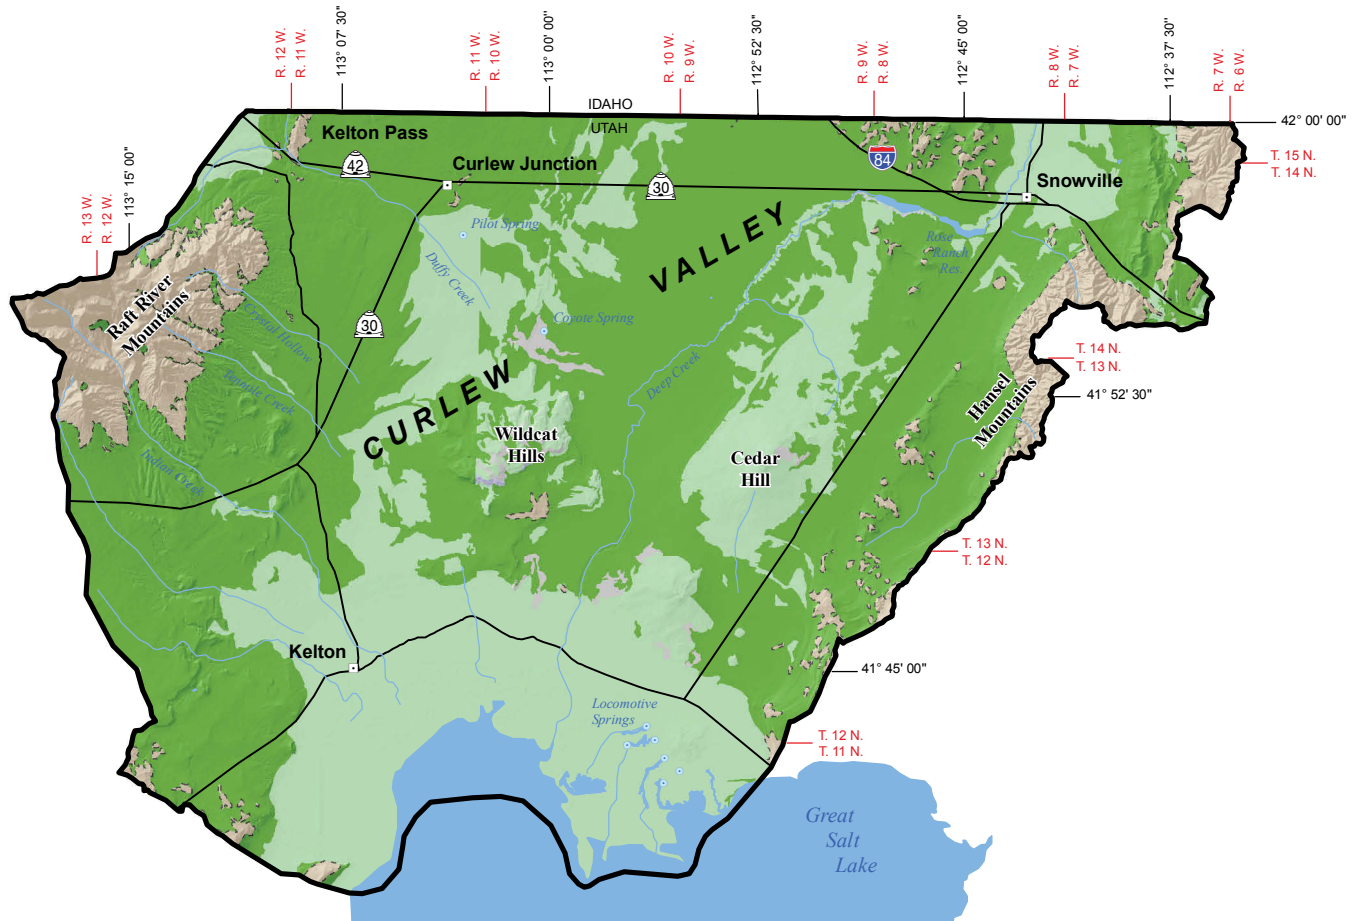 R. 12 W.
R. 11 W.
113° 07' 30"
R. 11 W.
R. 10 W.
113° 00' 00"
R. 10 W.
R. 9 W.
112° 52' 30"
R. 9 W.
R. 8 W.
112° 45' 00"
R. 8 W.
R. 7 W.
112° 37' 30"
R. 7 W.
R. 6 W.
IDAHO
UTAH
42° 00' 00"
Kelton Pass
42
Curlew Junction
30
84
Snowville
T. 15 N.
T. 14 N.
R. 13 W.
R. 12 W.
113° 15' 00"
Pilot Spring
Duffy Creek
VALLEY
Rose
Ranch
Res.
Raft River
Mountains
Crystal Hollow
30
Coyote Spring
Deep Creek
T. 14 N.
T. 13 N.
41° 52' 30"
Hansel
Mountains
CURLEW
Wildcat
Hills
Cedar
Hill
Indian Creek
T. 13 N.
T. 12 N.
Kelton
41° 45' 00"
Locomotive
Springs
T. 12 N.
T. 11 N.
Great
Salt
Lake